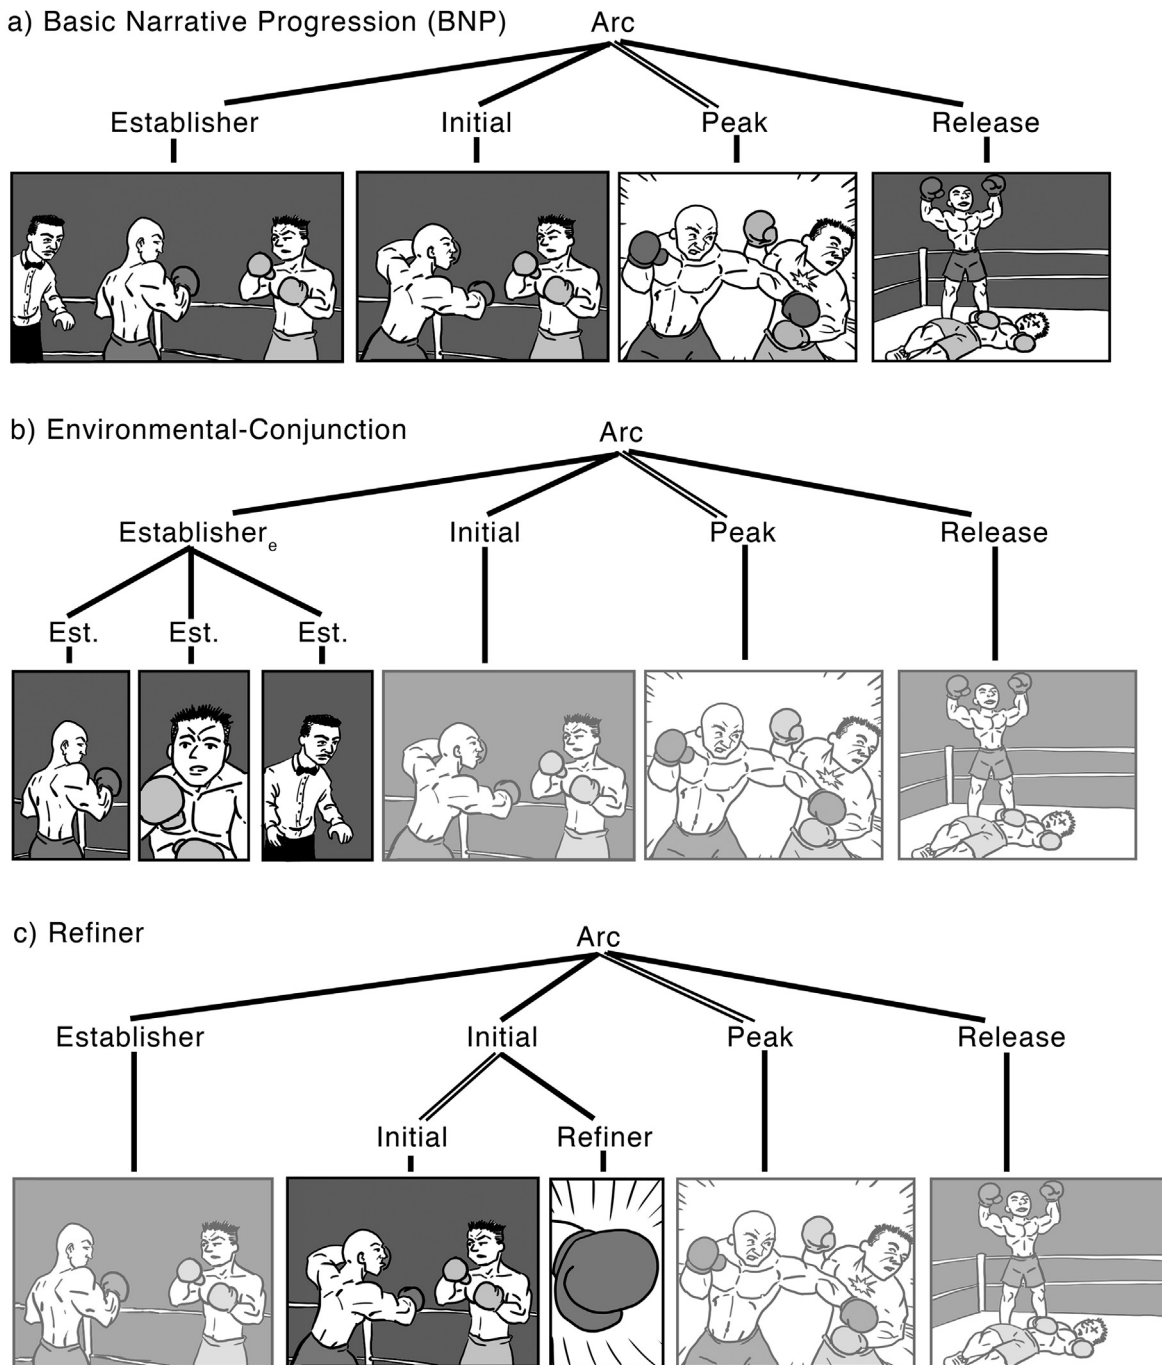 a) Basic Narrative Progression (BNP)
Arc
Establisher Initial Peak Release
b) Environmental-Conjunction
Arc
Establisherₑ Initial Peak Release
Est. Est. Est.
c) Refiner
Arc
Establisher Initial Peak Release
Initial Refiner